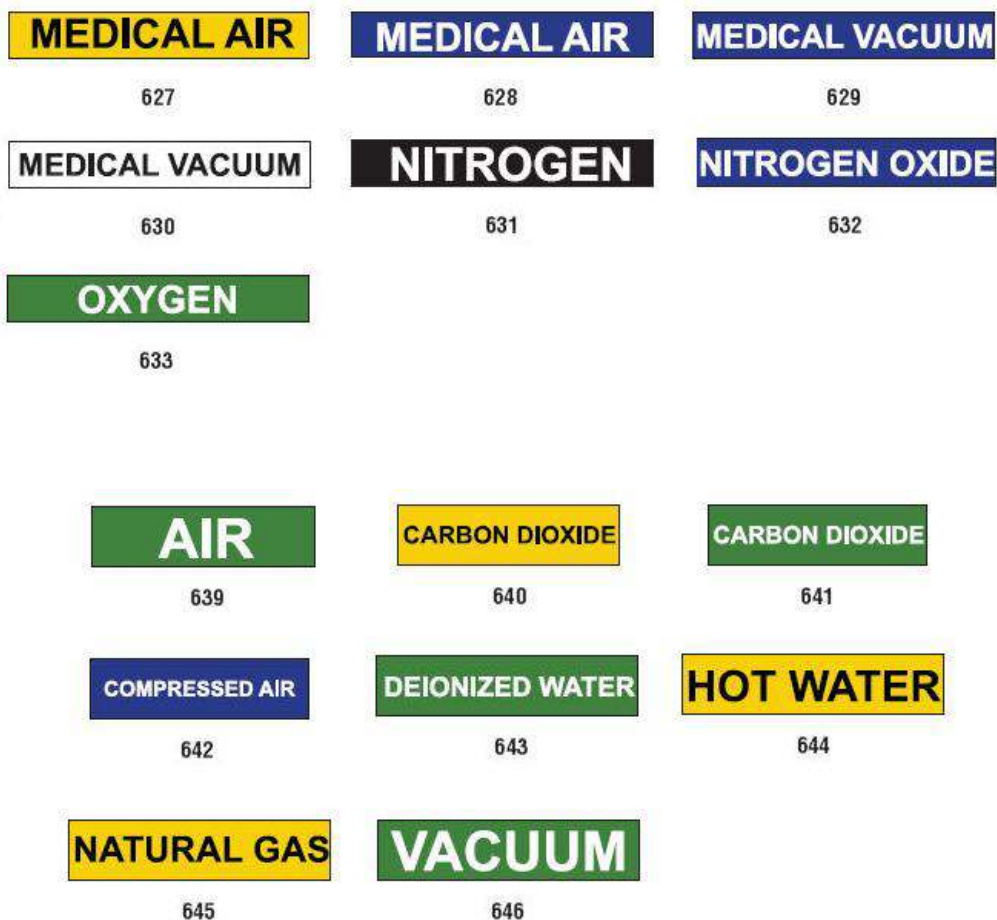 MEDICAL AIR
MEDICAL AIR
MEDICAL VACUUM
627
628
629
MEDICAL VACUUM
NITROGEN
NITROGEN OXIDE
630
631
632
OXYGEN
633
AIR
CARBON DIOXIDE
CARBON DIOXIDE
639
640
641
COMPRESSED AIR
DEIONIZED WATER
HOT WATER
642
643
644
NATURAL GAS
VACUUM
645
646